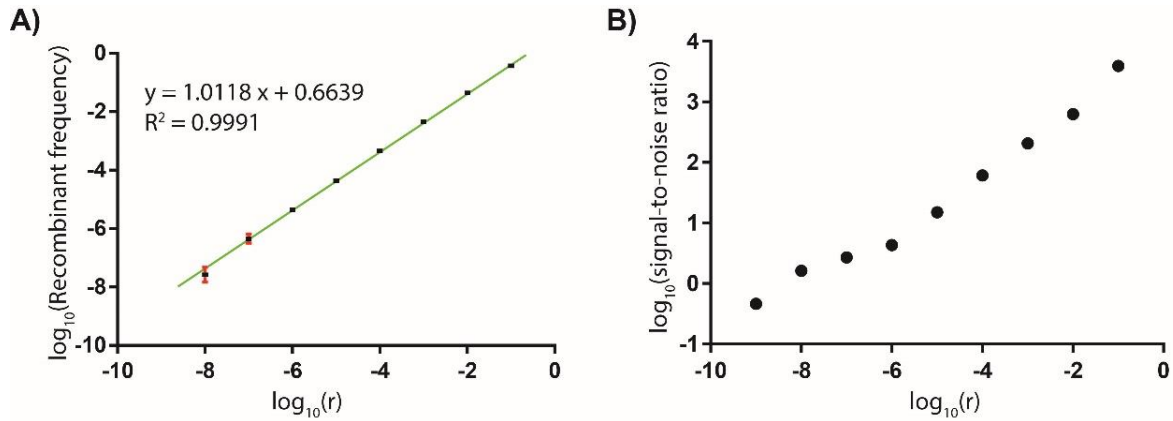 A)
log₁₀(Recombinant frequency)
0
-2
-4
-6
-8
-10
y = 1.0118 x + 0.6639
R² = 0.9991
-10 -8 -6 -4 -2 0
log₁₀(r)
B)
log₁₀(signal-to-noise ratio)
4
3
2
1
0
-1
-10 -8 -6 -4 -2 0
log₁₀(r)